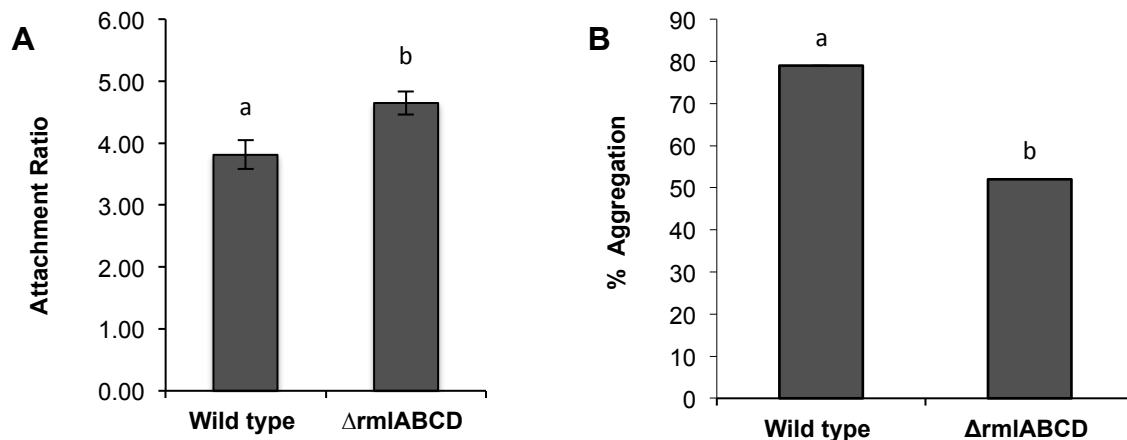 A
Attachment Ratio
6.00
5.00
4.00
3.00
2.00
1.00
0.00
a
b
Wild type
∆rmlABCD
B
% Aggregation
90
80
70
60
50
40
30
20
10
0
a
b
Wild type
ΔrmlABCD